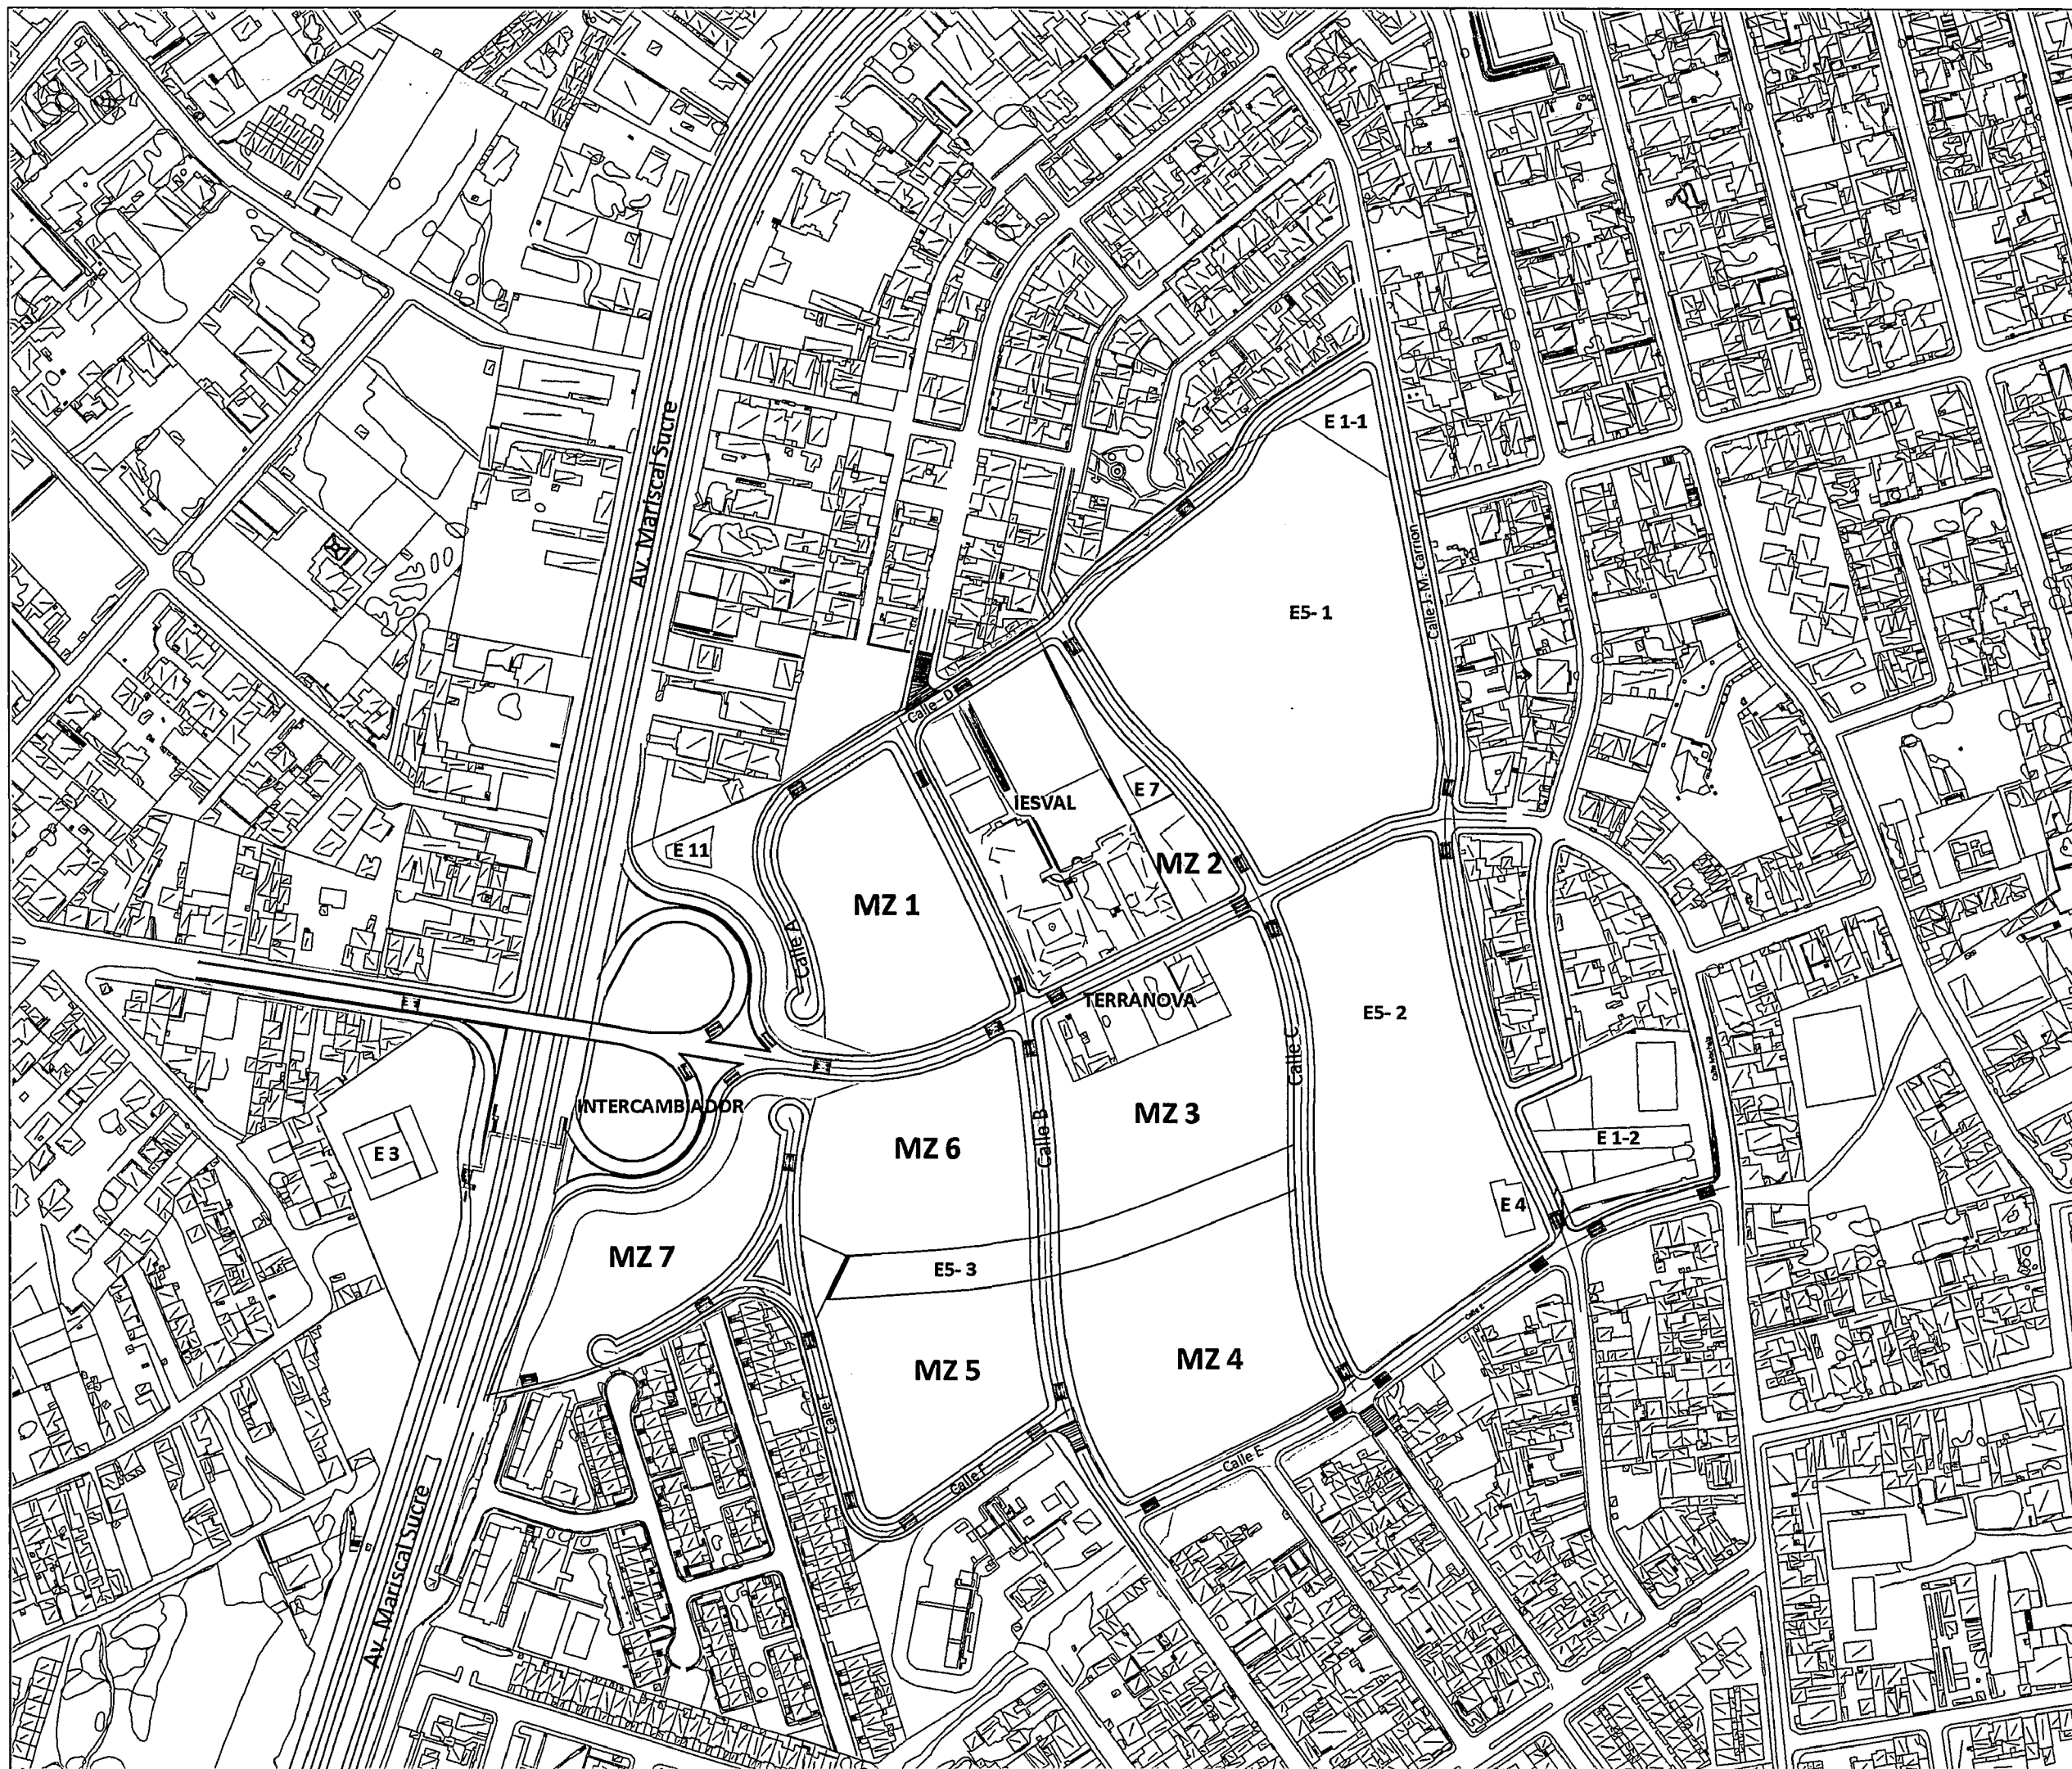 E 1-1
Av. Mariscal Sucre
Calle J. M. Carrion
E5- 1
Calle D
E 7
IESVAL
E 11
MZ 2
MZ 1
Calle A
TERRANOVA
E5- 2
Calle C
INTERCAMBIADOR
MZ 3
E 3
MZ 6
Calle B
E 1-2
E 4
MZ 7
E5- 3
Calle E
MZ 4
MZ 5
Calle F
Calle E
Av. Mariscal Sucre